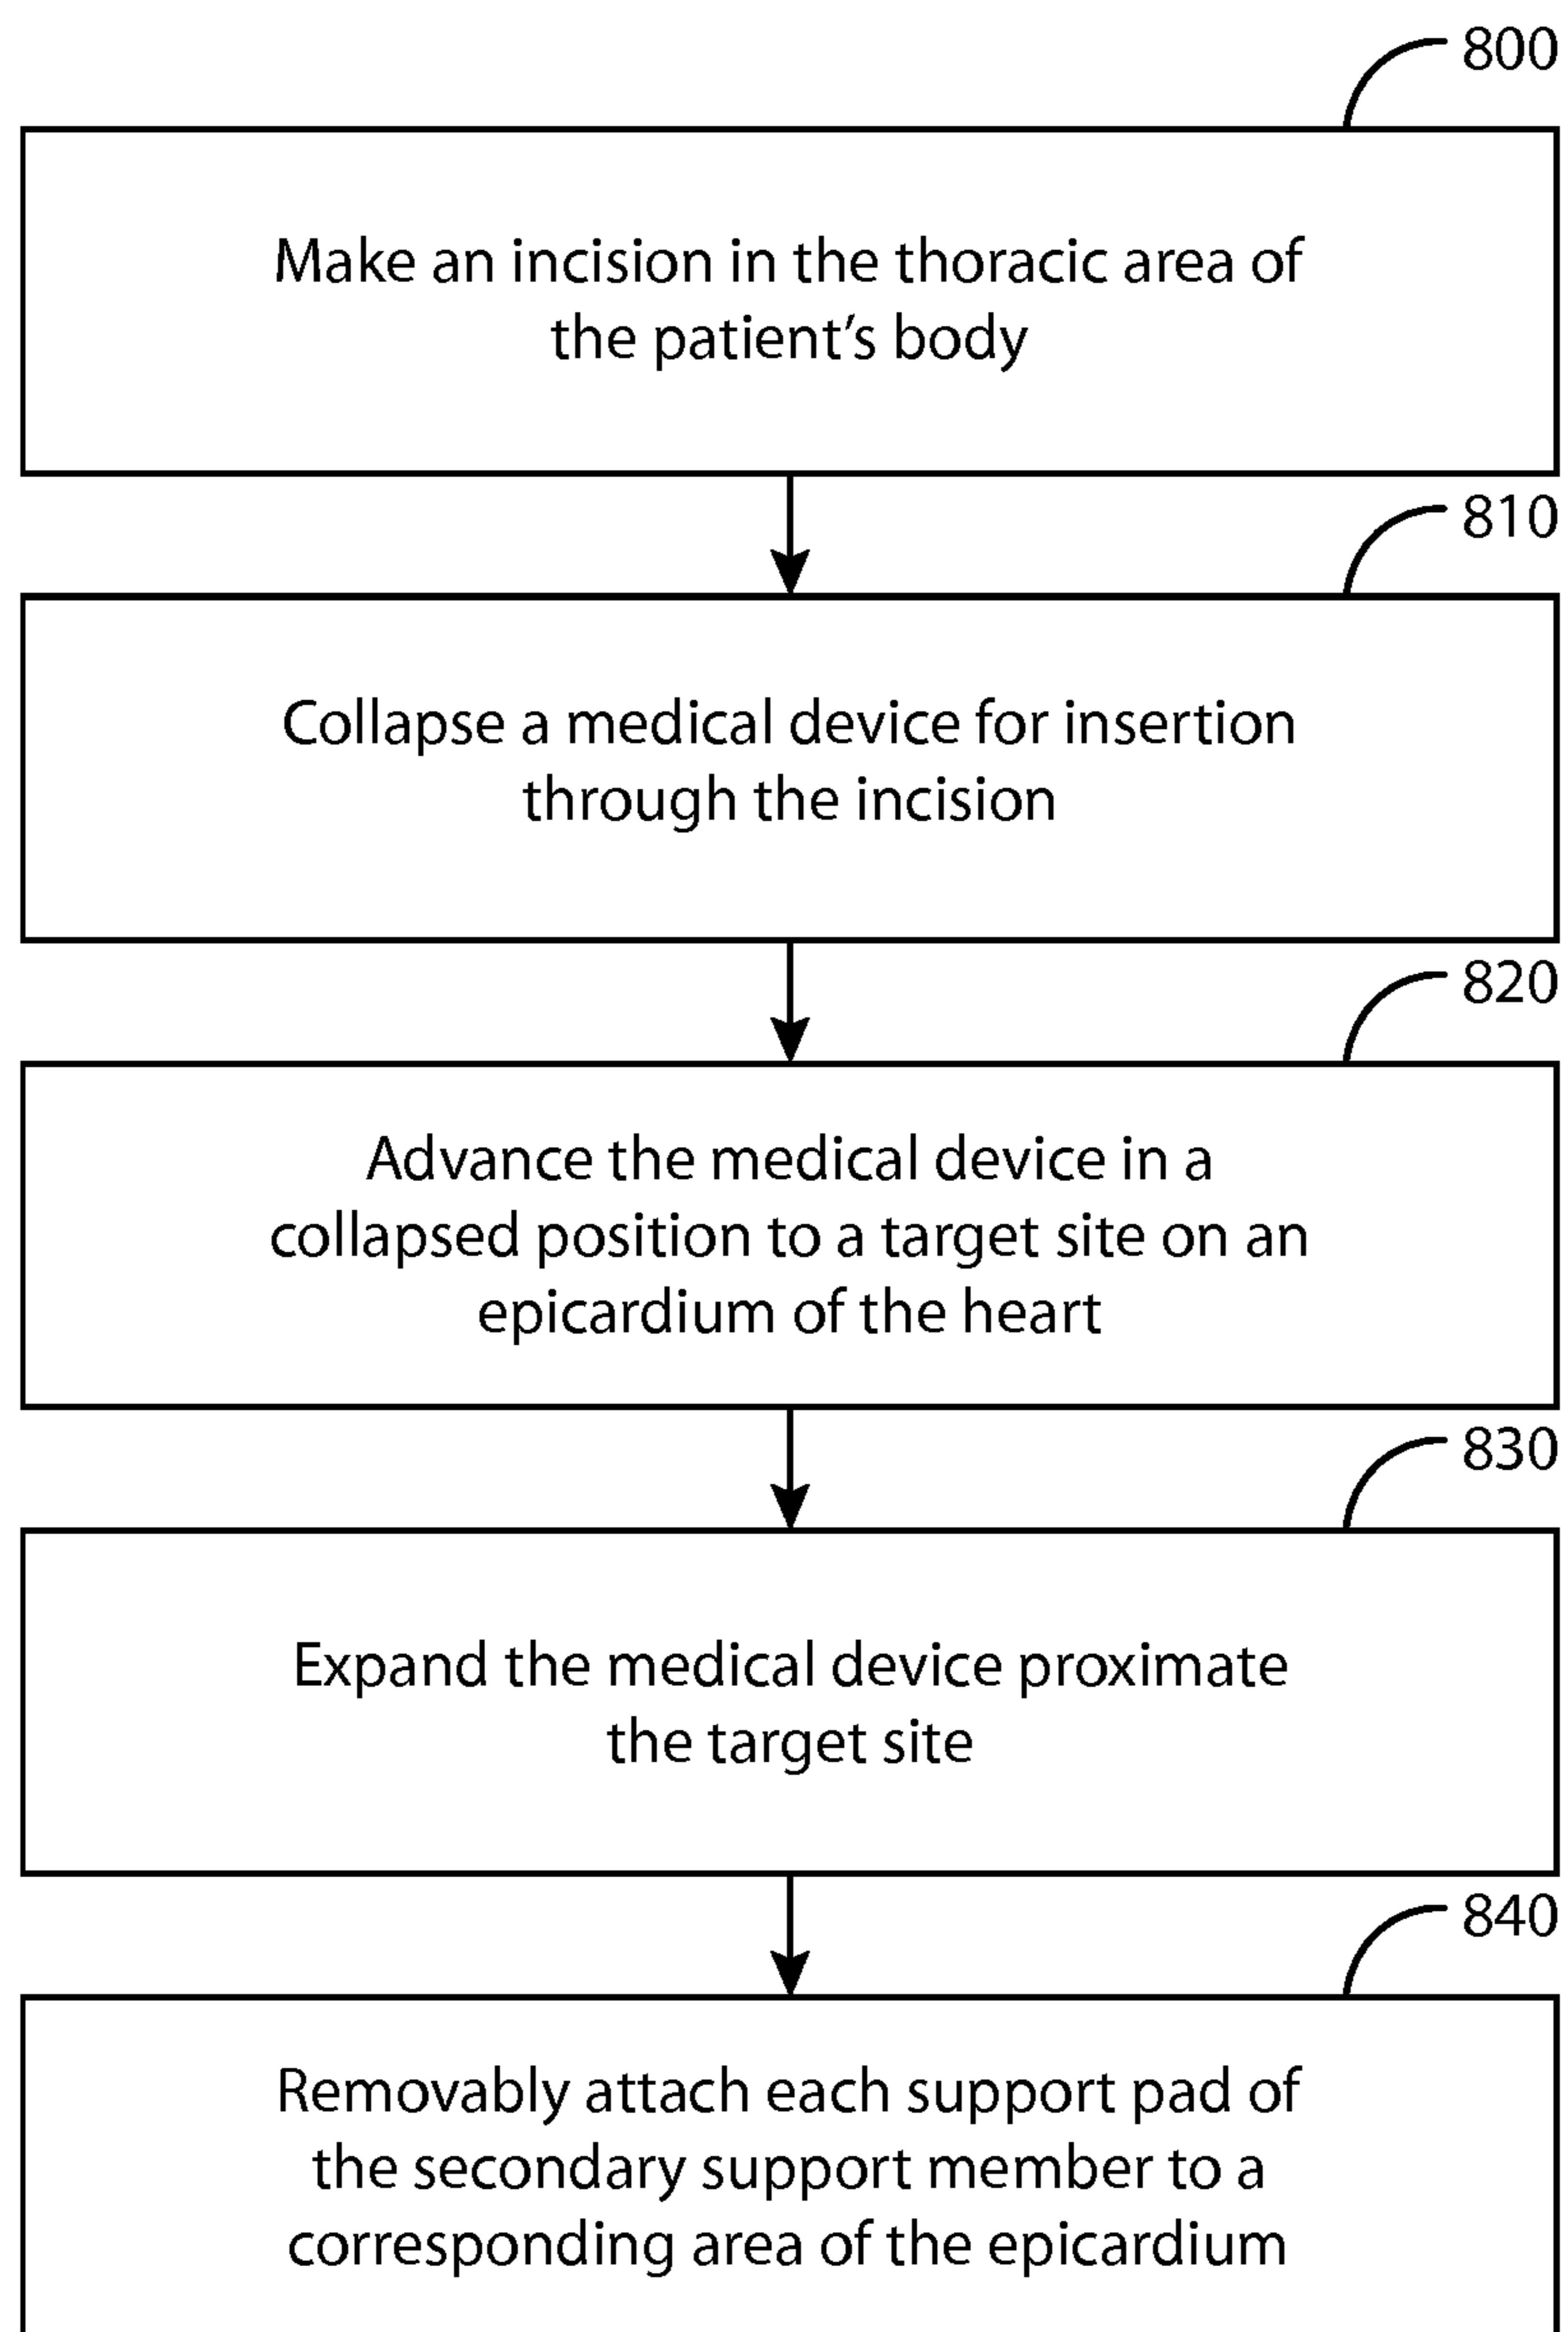 800
Make an incision in the thoracic area of
the patient’s body
810
Collapse a medical device for insertion
through the incision
820
Advance the medical device in a
collapsed position to a target site on an
epicardium of the heart
830
Expand the medical device proximate
the target site
840
Removably attach each support pad of
the secondary support member to a
corresponding area of the epicardium